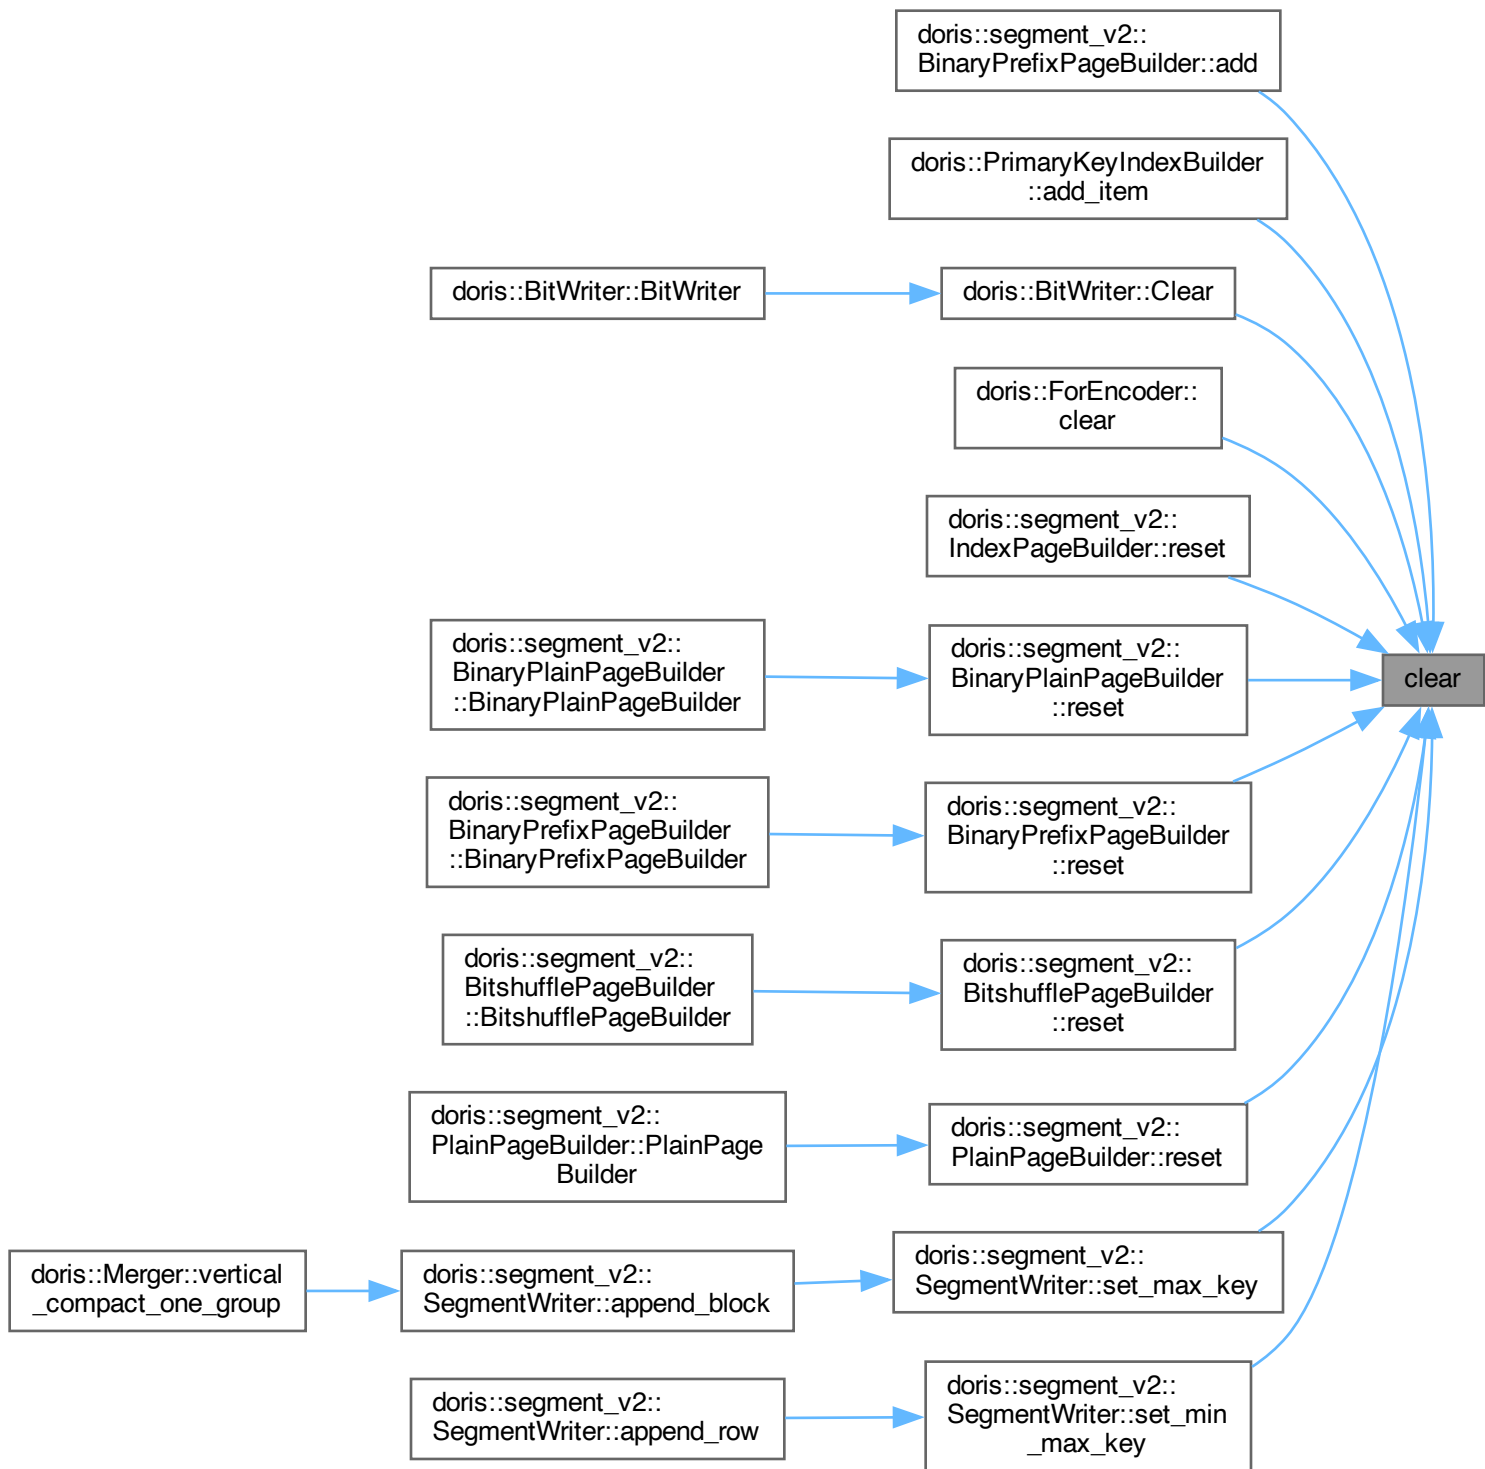 doris::segment_v2::
BinaryPrefixPageBuilder::add
doris::PrimaryKeyIndexBuilder
::add_item
doris::BitWriter::BitWriter
doris::BitWriter::Clear
doris::ForEncoder::
clear
doris::segment_v2::
IndexPageBuilder::reset
doris::segment_v2::
BinaryPlainPageBuilder
::BinaryPlainPageBuilder
doris::segment_v2::
BinaryPlainPageBuilder
::reset
clear
doris::segment_v2::
BinaryPrefixPageBuilder
::BinaryPrefixPageBuilder
doris::segment_v2::
BinaryPrefixPageBuilder
::reset
doris::segment_v2::
BitshufflePageBuilder
::BitshufflePageBuilder
doris::segment_v2::
BitshufflePageBuilder
::reset
doris::segment_v2::
PlainPageBuilder::PlainPage
Builder
doris::segment_v2::
PlainPageBuilder::reset
doris::Merger::vertical
_compact_one_group
doris::segment_v2::
SegmentWriter::append_block
doris::segment_v2::
SegmentWriter::set_max_key
doris::segment_v2::
SegmentWriter::append_row
doris::segment_v2::
SegmentWriter::set_min
_max_key